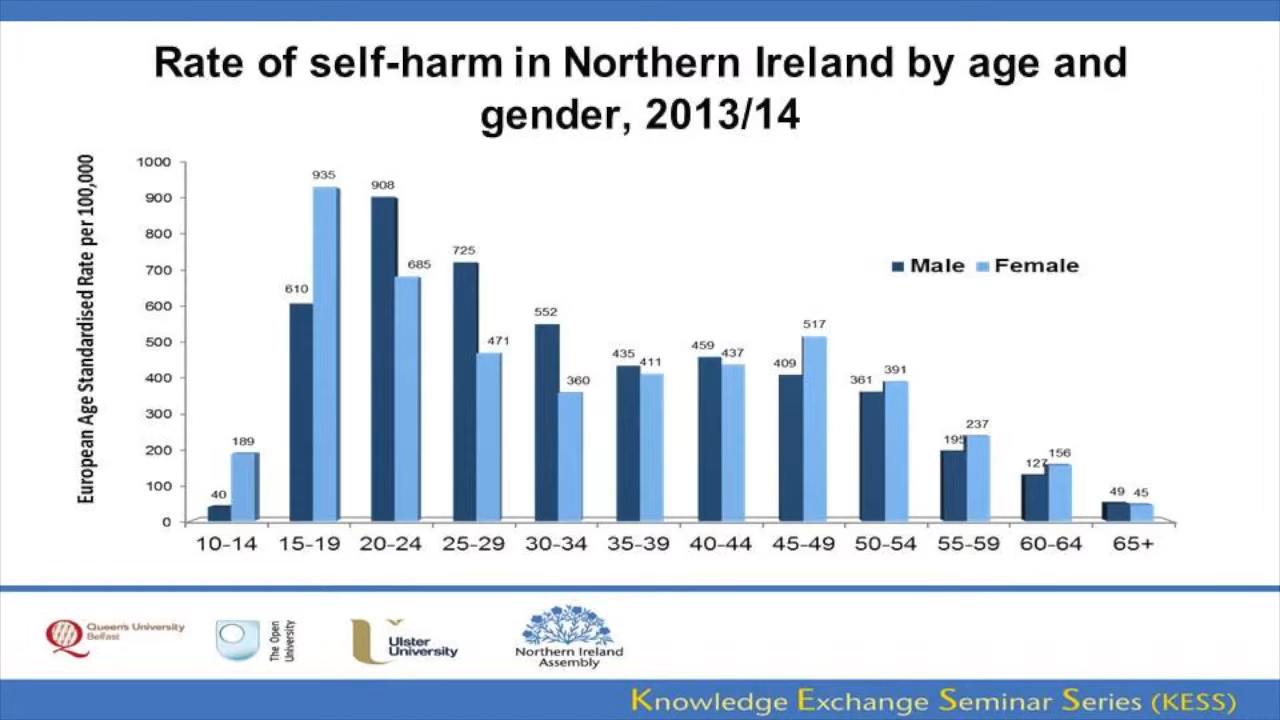 Rate of self-harm in Northern Ireland by age and
gender, 2013/14
European Age Standardised Rate per 100,000
1000
900
800
700
600
500
400
300
200
100
0
40
189
610
935
908
685
725
471
552
360
435
411
459
437
409
517
361
391
195
237
127
156
49
45
Male
Female
10-14 15-19 20-24 25-29 30-34 35-39 40-44 45-49 50-54 55-59 60-64 65+
Queen's University
Belfast
The Open
University
Ulster
University
Northern Ireland
Assembly
Knowledge Exchange Seminar Series (KESS)